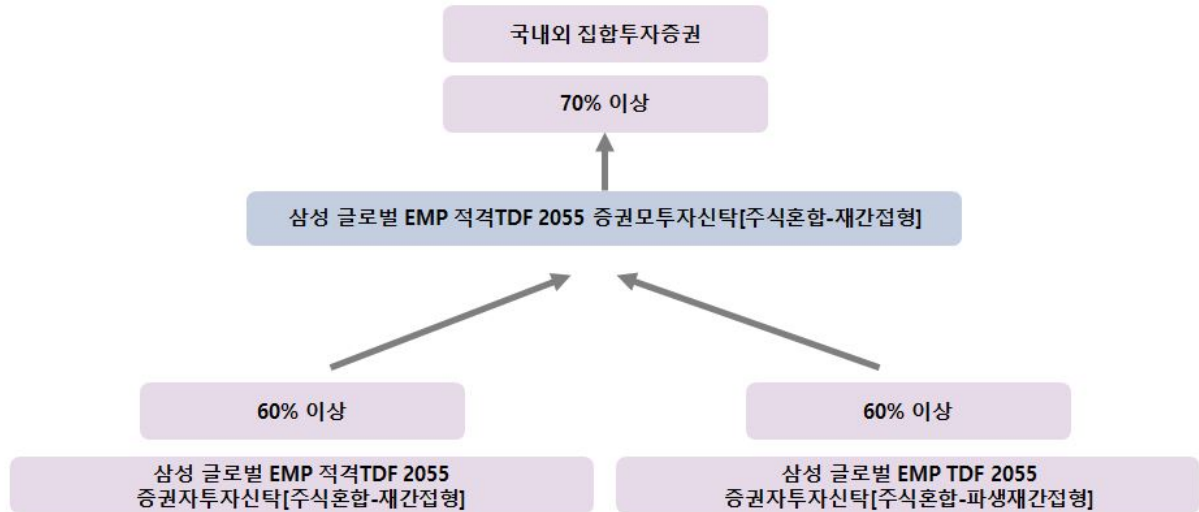 국내외 집합투자증권
70% 이상
삼성 글로벌 EMP 적격TDF 2055 증권모투자신탁[주식혼합-재간접형]
60% 이상
60% 이상
삼성 글로벌 EMP 적격TDF 2055
증권자투자신탁[주식혼합-재간접형]
삼성 글로벌 EMP TDF 2055
증권자투자신탁[주식혼합-파생재간접형]